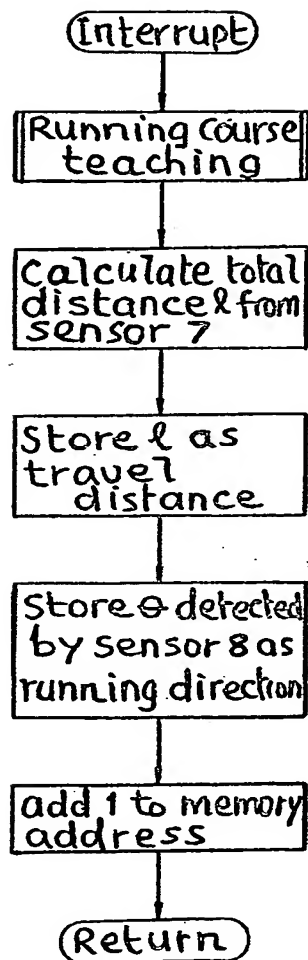 Interrupt
Running course
teaching
Calculate total
distance ℓ from
sensor 7
Store ℓ as
travel
distance
Store θ detected
by sensor 8 as
running direction
add 1 to memory
address
Return